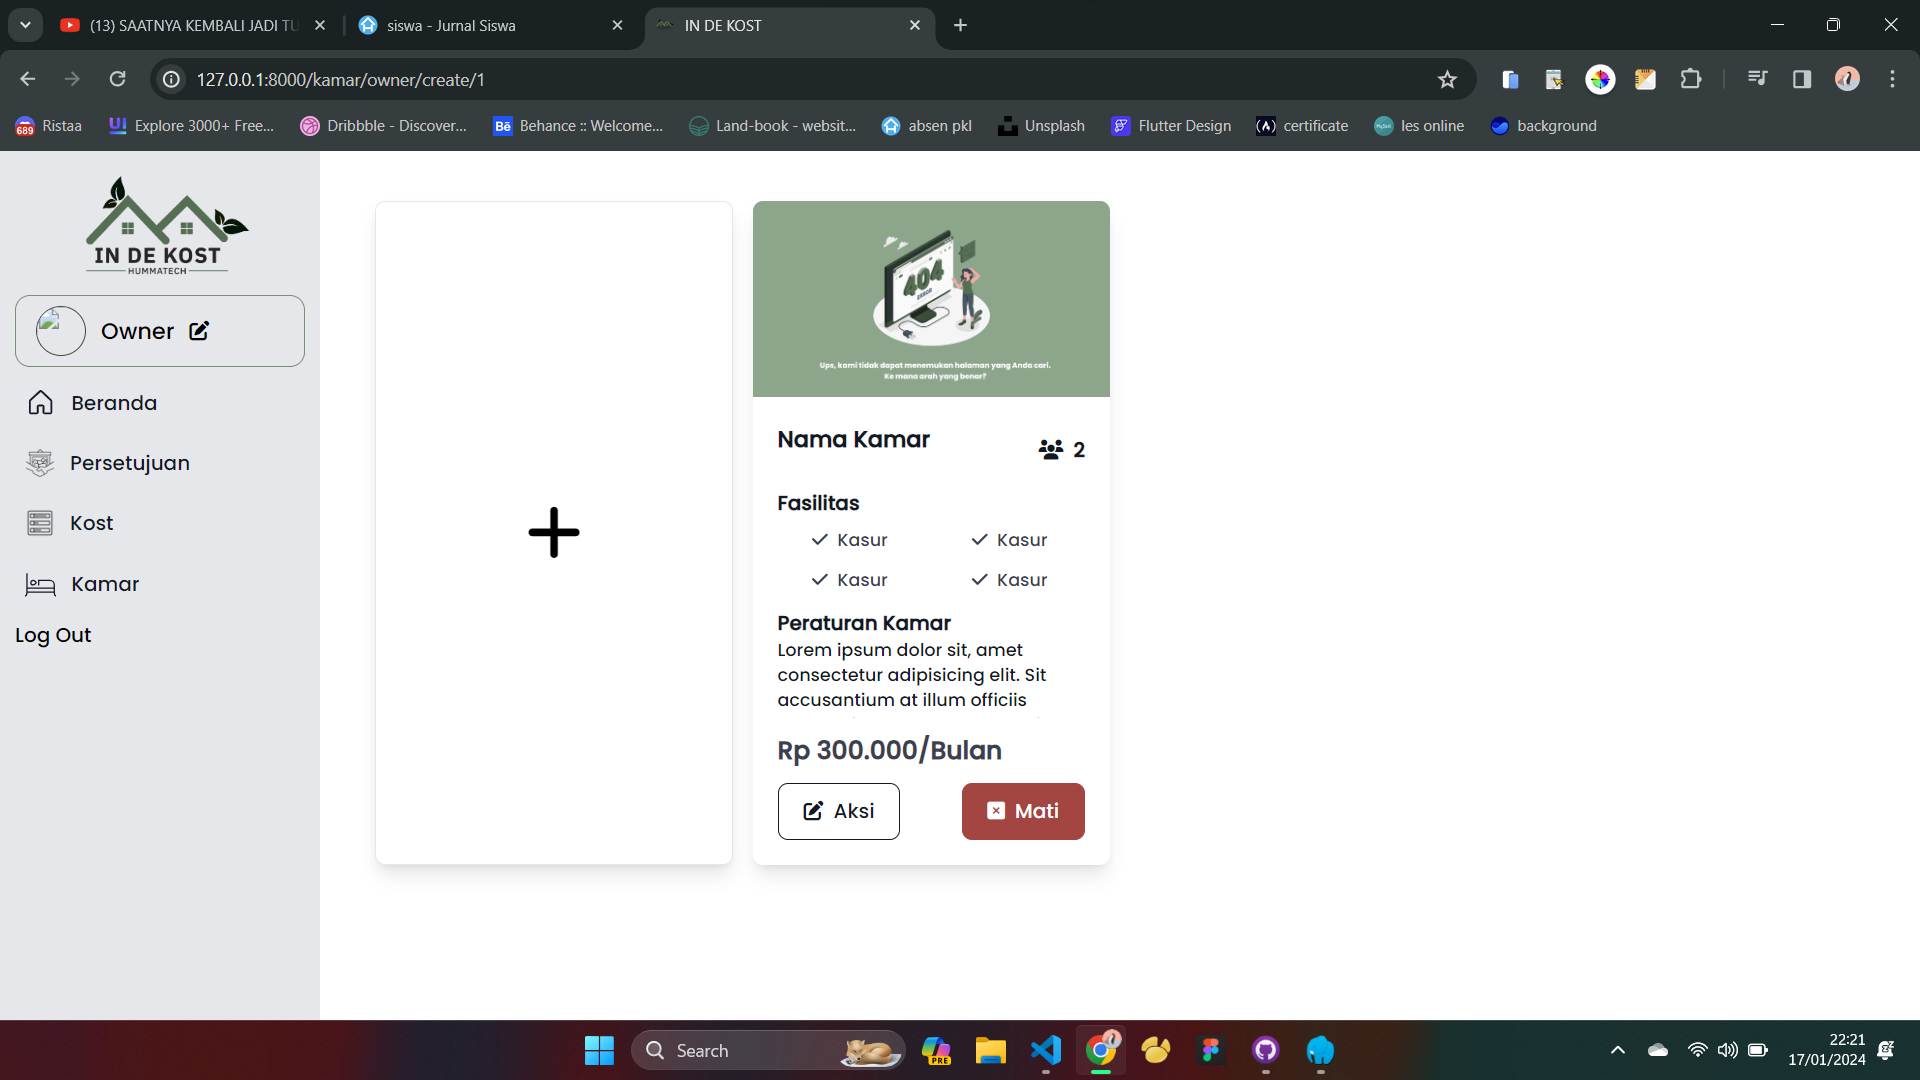 (13) SAATNYA KEMBALI JADI TU
siswa - Jurnal Siswa
IN DE KOST
127.0.0.1:8000/kamar/owner/create/1
689
Ristaa
Explore 3000+ Free...
Dribbble - Discover...
Bē
Behance :: Welcome...
Land-book - websit...
absen pkl
Unsplash
Flutter Design
certificate
les online
background
IN DE KOST
HUMMATECH
Owner
Beranda
Persetujuan
Kost
Kamar
Log Out
404
ERROR
Ups, kami tidak dapat menemukan halaman yang Anda cari.
Ke mana arah yang benar?
Nama Kamar
2
Fasilitas
Kasur Kasur
Kasur Kasur
Peraturan Kamar
Lorem ipsum dolor sit, amet
consectetur adipisicing elit. Sit
accusantium at illum officiis
Rp 300.000/Bulan
Aksi
Mati
Search
PRE
22:21
17/01/2024